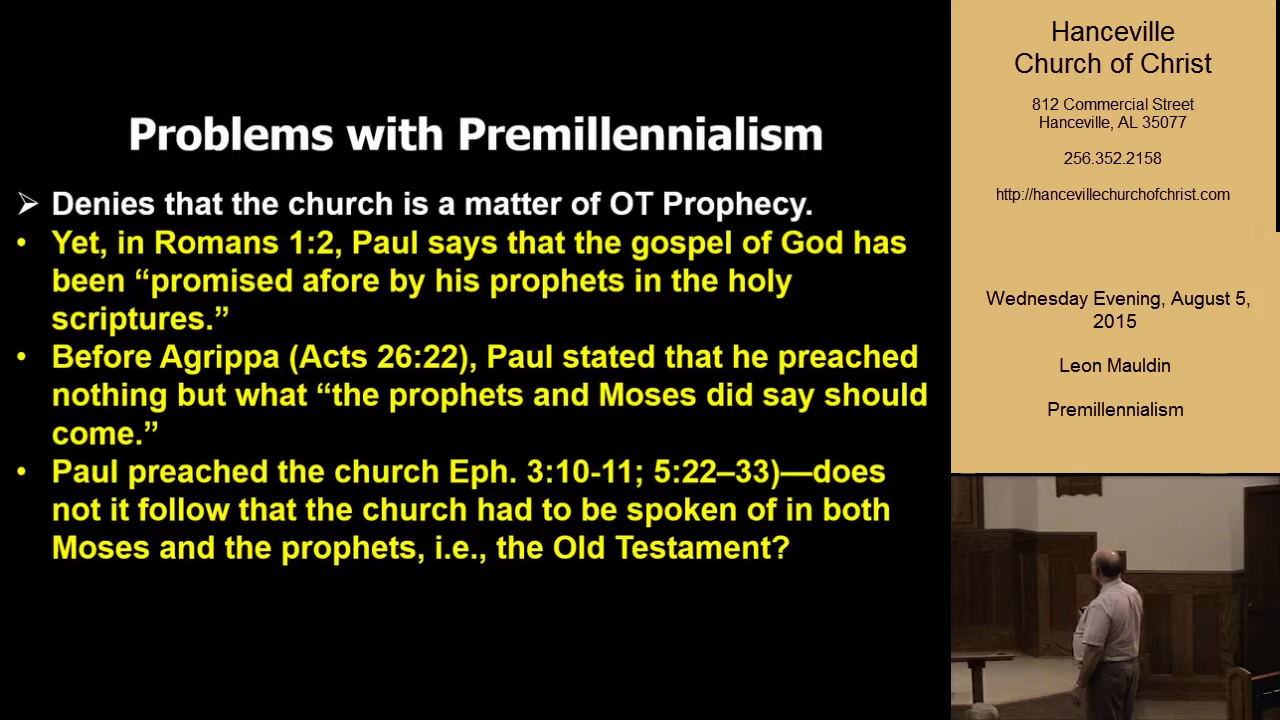 Problems with Premillennialism
➢ Denies that the church is a matter of OT Prophecy.
• Yet, in Romans 1:2, Paul says that the gospel of God has
been “promised afore by his prophets in the holy
scriptures.”
• Before Agrippa (Acts 26:22), Paul stated that he preached
nothing but what “the prophets and Moses did say should
come.”
• Paul preached the church Eph. 3:10-11; 5:22–33)—does
not it follow that the church had to be spoken of in both
Moses and the prophets, i.e., the Old Testament?
Hanceville
Church of Christ
812 Commercial Street
Hanceville, AL 35077
256.352.2158
http://hancevillechurchofchrist.com
Wednesday Evening, August 5,
2015
Leon Mauldin
Premillennialism